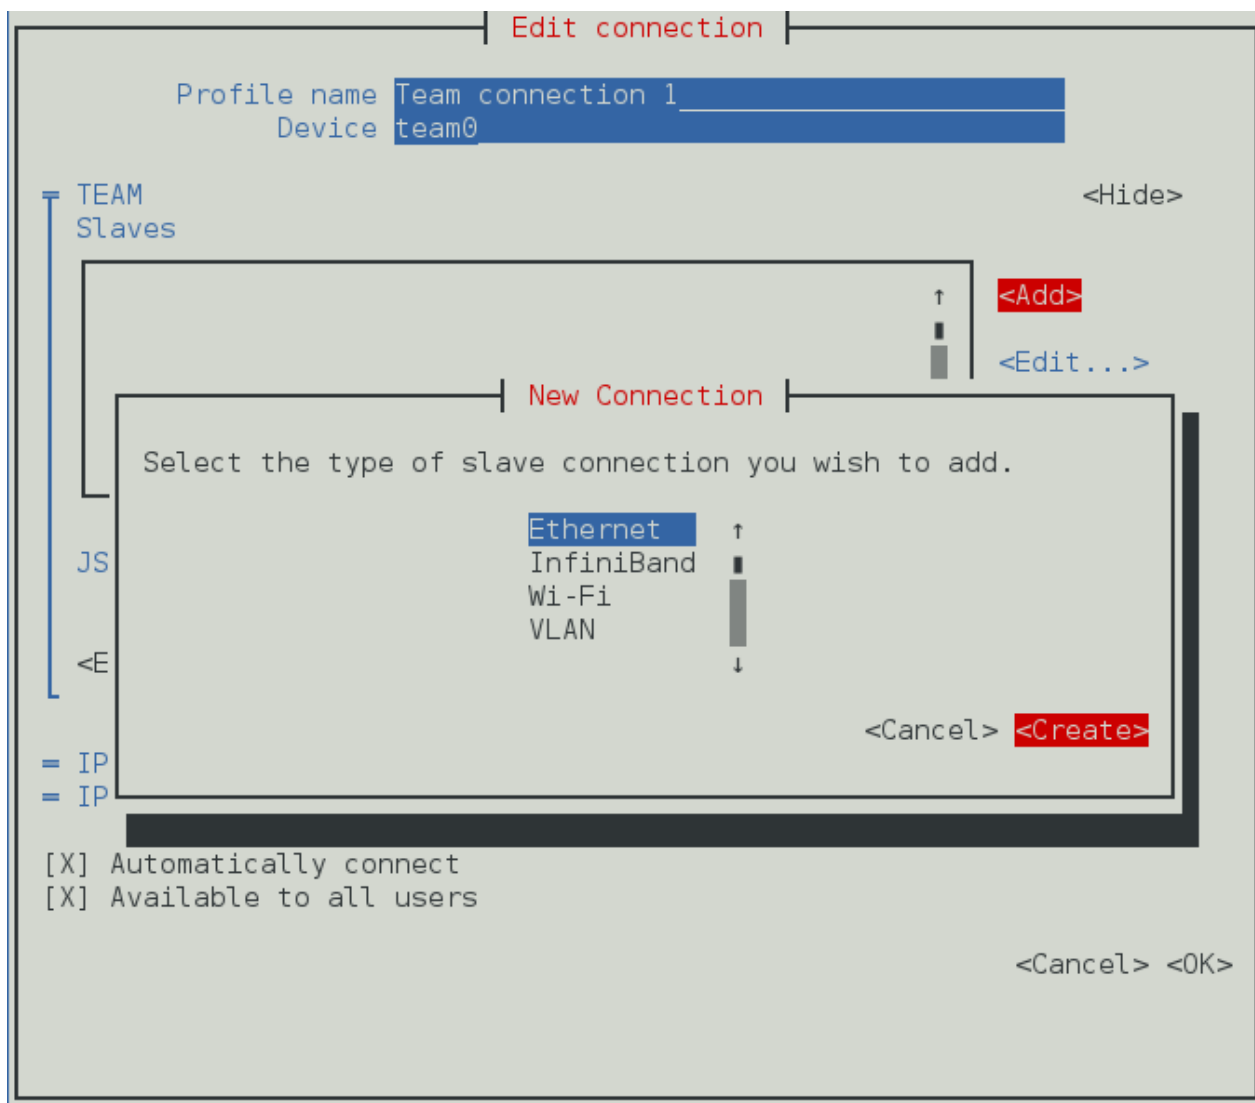 Edit connection
Profile name Team connection 1
Device team0
TEAM <Hide>
Slaves
<Add>
<Edit...>
New Connection
Select the type of slave connection you wish to add.
Ethernet
InfiniBand
Wi-Fi
VLAN
JS
<E
<Cancel> <Create>
= IP
= IP
[X] Automatically connect
[X] Available to all users
<Cancel> <OK>